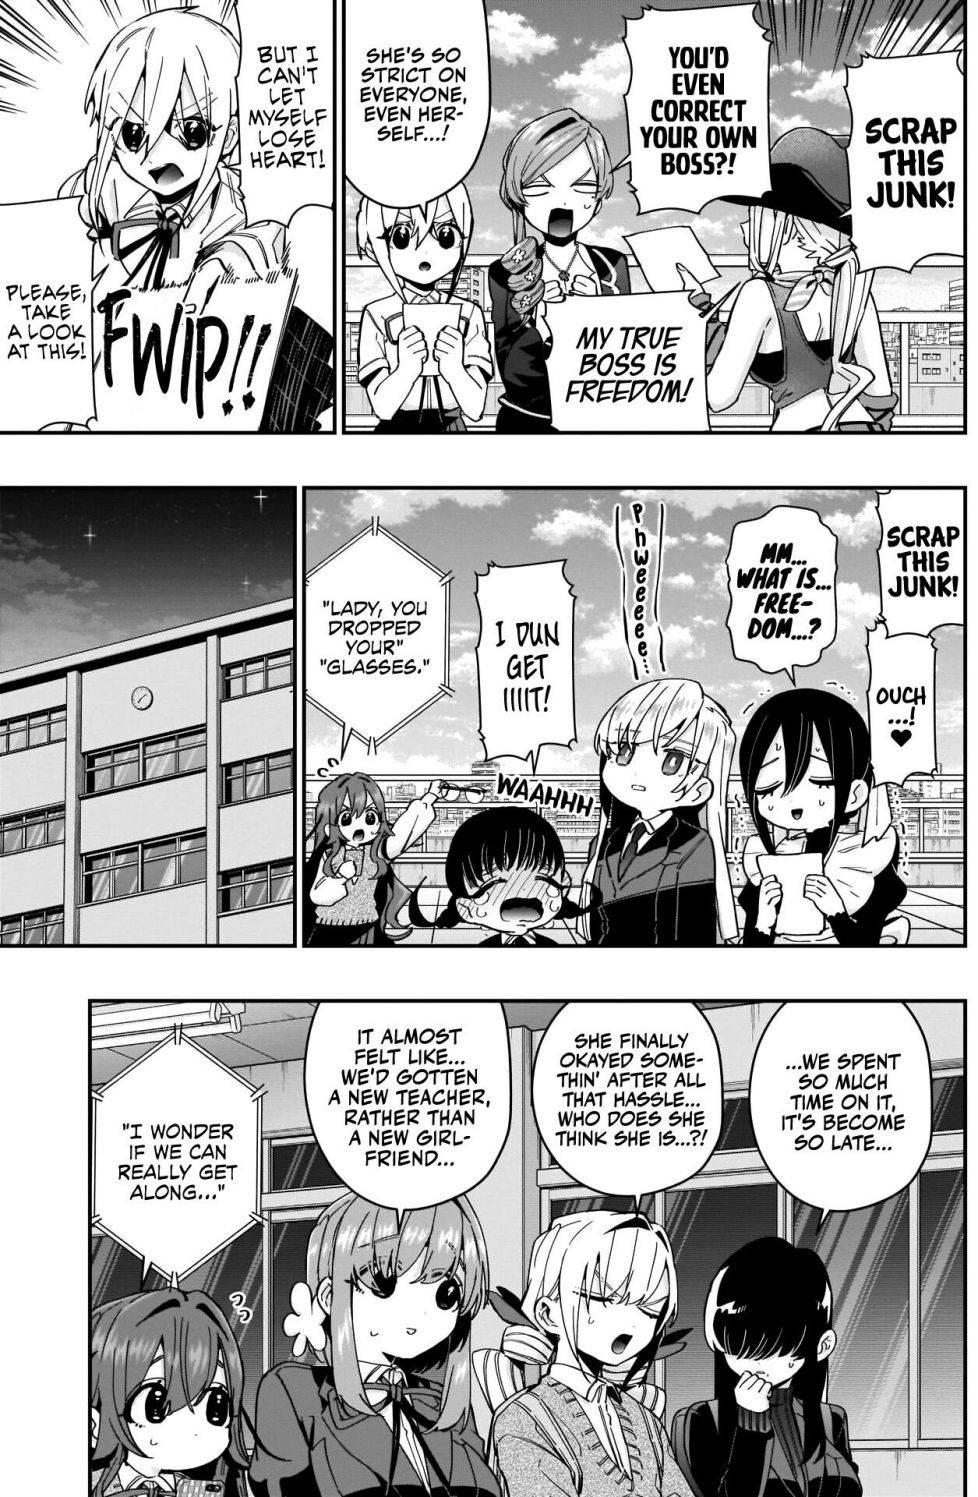 SCRAP
THIS
JUNK!
YOU'D
EVEN
CORRECT
YOUR OWN
BOSS?!
MY TRUE
BOSS IS
FREEDOM!
SHE'S SO
STRICT ON
EVERYONE,
EVEN HER-
SELF...!
BUT I
CAN'T
LET
MYSELF
LOSE
HEART!
FWIP!!
PLEASE,
TAKE
A LOOK
AT THIS!
SCRAP
THIS
JUNK!
OUCH
...!
♥
MM...
WHAT IS...
FREE-
DOM...?
Phweeeee...
I DUN
GET
IIIIT!
WAAHHH
"LADY, YOU
DROPPED
YOUR"
"GLASSES."
...WE SPENT
SO MUCH
TIME ON IT,
IT'S BECOME
SO LATE...
SHE FINALLY
OKAYED SOME-
THIN' AFTER ALL
THAT HASSLE...
WHO DOES SHE
THINK SHE IS...?!
IT ALMOST
FELT LIKE...
WE'D GOTTEN
A NEW TEACHER,
RATHER THAN
A NEW GIRL-
FRIEND...
"I WONDER
IF WE CAN
REALLY GET
ALONG..."